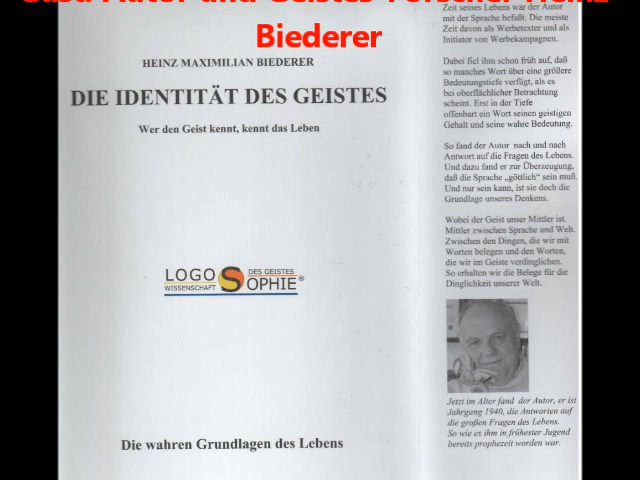 Biederer
HEINZ MAXIMILIAN BIEDERER
DIE IDENTITÄT DES GEISTES
Wer den Geist kennt, kennt das Leben
LOGO SOPHIE®
WISSENSCHAFT DES GEISTES
Die wahren Grundlagen des Lebens
Zeit seines Lebens war der Autor
mit der Sprache befaßt. Die meiste
Zeit davon als Werbetexter und als
Initiator von Werbekampagnen.
Dabei fiel ihm schon früh auf, daß
so manches Wort über eine größere
Bedeutungstiefe verfügt, als es
bei oberflächlicher Betrachtung
scheint. Erst in der Tiefe
offenbart ein Wort seinen geistigen
Gehalt und seine wahre Bedeutung.
So fand der Autor nach und nach
Antwort auf die Fragen des Lebens.
Und dazu fand er zur Überzeugung,
daß die Sprache „göttlich“ sein muß.
Und nur sein kann, ist sie doch die
Grundlage unseres Denkens.
Wobei der Geist unser Mittler ist.
Mittler zwischen Sprache und Welt.
Zwischen den Dingen, die wir mit
Worten belegen und den Worten,
die wir im Geiste verdinglichen.
So erhalten wir die Belege für die
Dinglichkeit unserer Welt.
Jetzt im Alter fand der Autor, er ist
Jahrgang 1940, die Antworten auf
die großen Fragen des Lebens.
So wie es ihm in frühester Jugend
bereits prophezeit worden war.